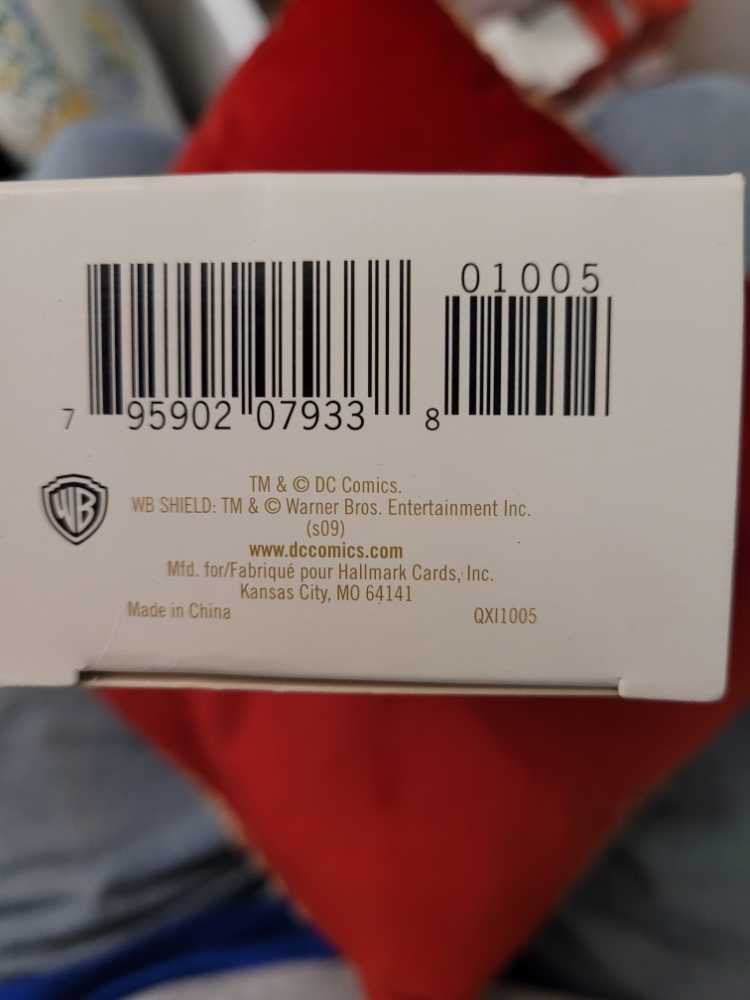 01005
7 95902 07933 8
WB
TM & © DC Comics.
WB SHIELD: TM & © Warner Bros. Entertainment Inc.
(s09)
www.dccomics.com
Mfd. for/Fabriqué pour Hallmark Cards, Inc.
Kansas City, MO 64141
Made in China QXI1005